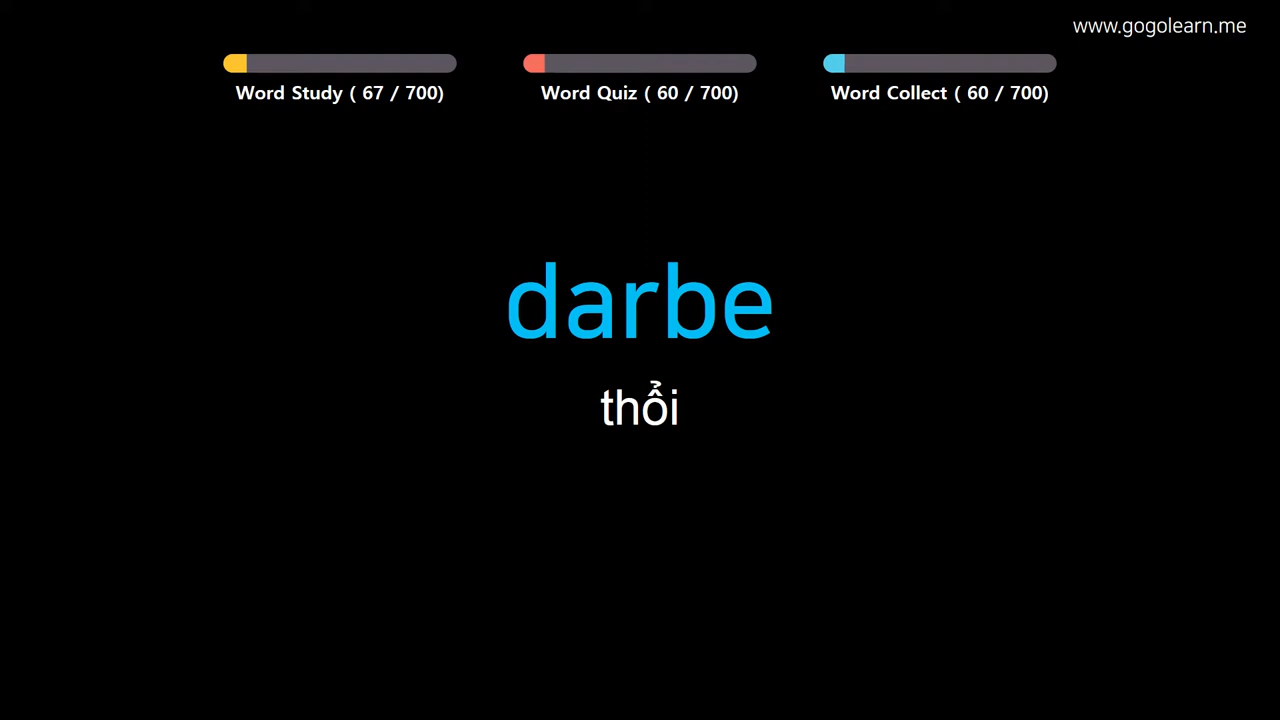 www.gogolearn.me
Word Study ( 67 / 700)
Word Quiz ( 60 / 700)
Word Collect ( 60 / 700)
darbe
thổi